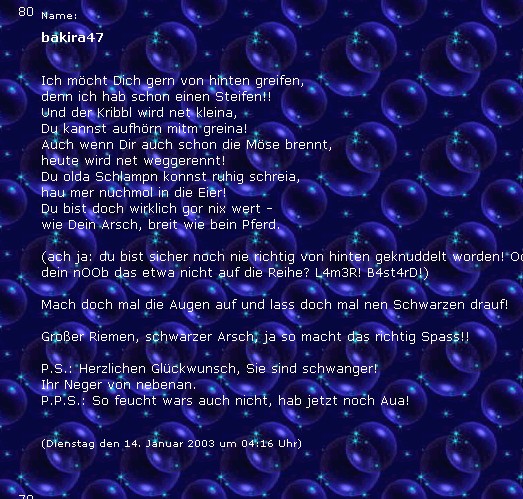 80
Name:
bakira47
Ich möcht Dich gern von hinten greifen,
denn ich hab schon einen Steifen!!
Und der Kribbl wird net kleina,
Du kannst aufhörn mitm greina!
Auch wenn Dir auch schon die Möse brennt,
heute wird net weggerennt!
Du olda Schlampn konnst ruhig schreia,
hau mer nuchmol in die Eier!
Du bist doch wirklich gor nix wert –
wie Dein Arsch, breit wie bein Pferd.
(ach ja: du bist sicher noch nie richtig von hinten geknuddelt worden!
dein nOOb das etwa nicht auf die Reihe? L4m3R! B4st4rD!)
Mach doch mal die Augen auf und lass doch mal nen Schwarzen drauf!
Großer Riemen, schwarzer Arsch, ja so macht das richtig Spass!!
P.S.: Herzlichen Glückwunsch, Sie sind schwanger!
Ihr Neger von nebenan.
P.P.S.: So feucht wars auch nicht, hab jetzt noch Aua!
(Dienstag den 14. Januar 2003 um 04:16 Uhr)